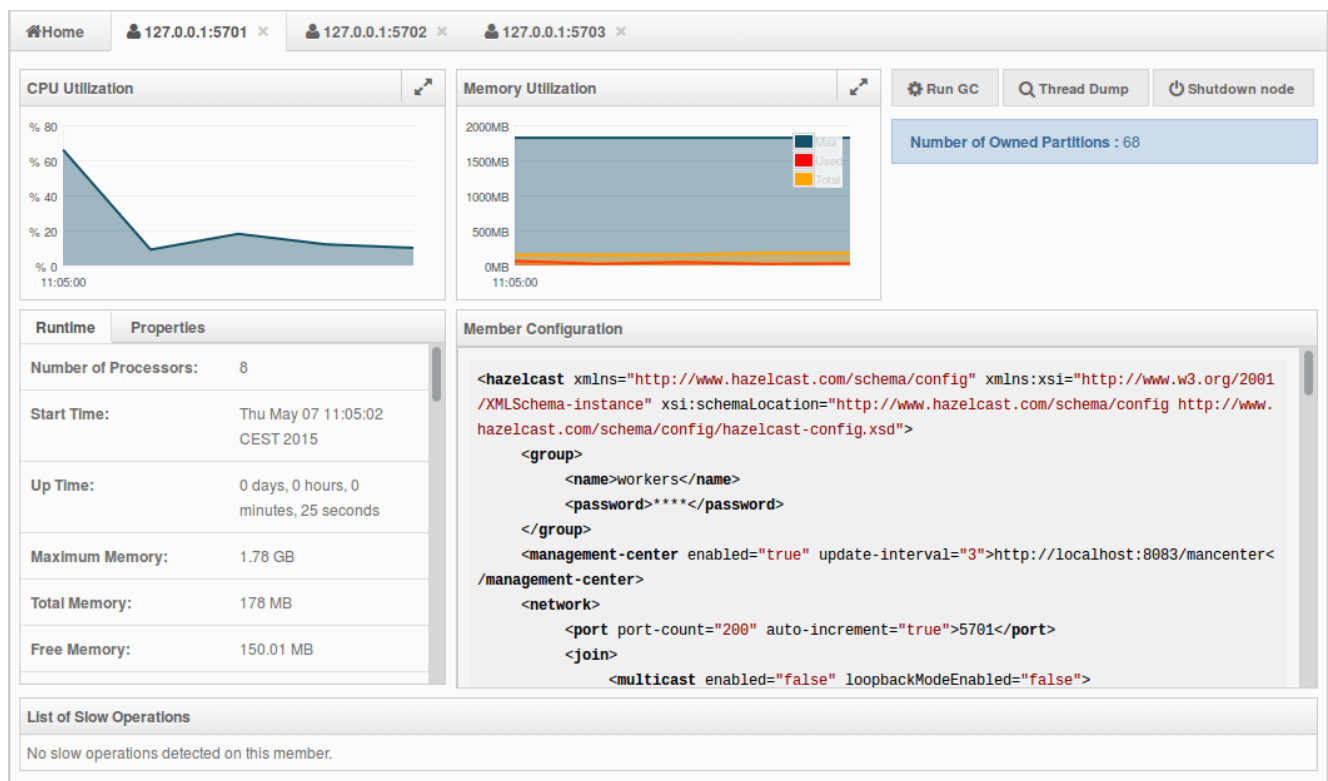 Home 127.0.0.1:5701 × 127.0.0.1:5702 × 127.0.0.1:5703 ×
CPU Utilization
% 80
% 60
% 40
% 20
% 0
11:05:00
Memory Utilization
2000MB
1500MB
1000MB
500MB
0MB
11:05:00
Max
Used
Total
Run GC Thread Dump Shutdown node
Number of Owned Partitions : 68
Runtime Properties
Number of Processors: 8
Start Time: Thu May 07 11:05:02
CEST 2015
Up Time: 0 days, 0 hours, 0
minutes, 25 seconds
Maximum Memory: 1.78 GB
Total Memory: 178 MB
Free Memory: 150.01 MB
Member Configuration
<hazelcast xmlns="http://www.hazelcast.com/schema/config" xmlns:xsi="http://www.w3.org/2001
/XMLSchema-instance" xsi:schemaLocation="http://www.hazelcast.com/schema/config http://www.
hazelcast.com/schema/config/hazelcast-config.xsd">
<group>
<name>workers</name>
<password>****</password>
</group>
<management-center enabled="true" update-interval="3">http://localhost:8083/mancenter<
/management-center>
<network>
<port port-count="200" auto-increment="true">5701</port>
<join>
<multicast enabled="false" loopbackModeEnabled="false">
List of Slow Operations
No slow operations detected on this member.